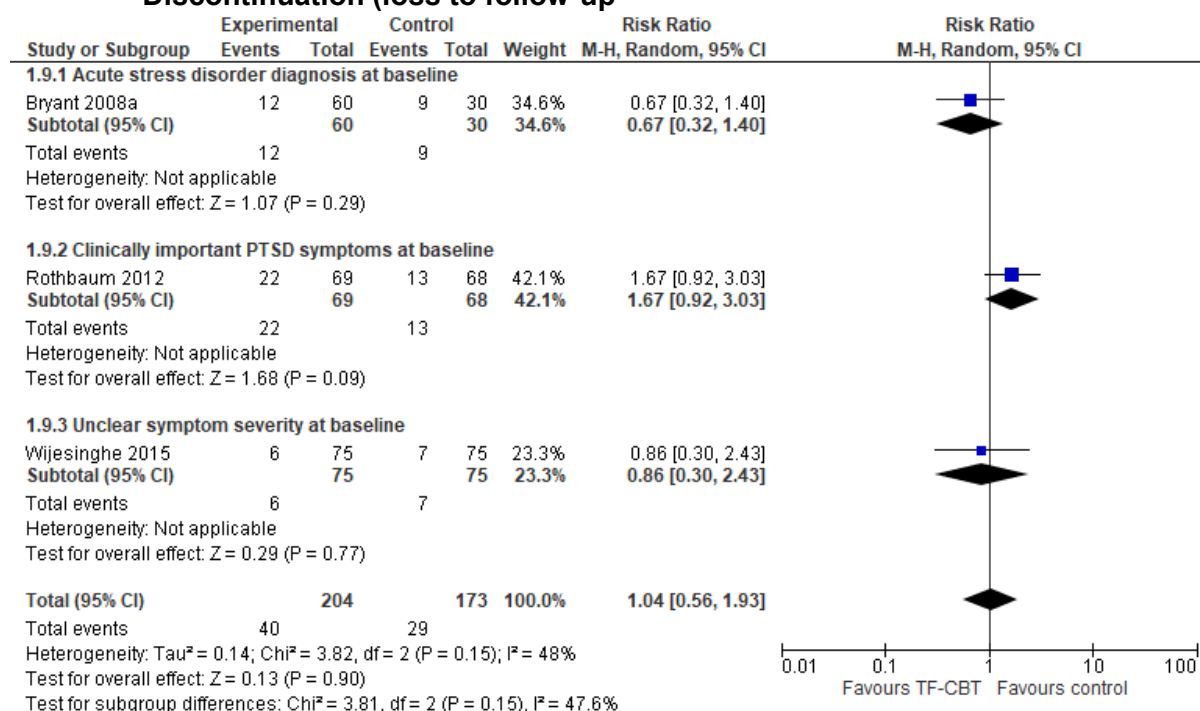 Discontinuation (loss to follow-up
Experimental Control Risk Ratio Risk Ratio
Study or Subgroup Events Total Events Total Weight M-H, Random, 95% CI M-H, Random, 95% CI
1.9.1 Acute stress disorder diagnosis at baseline
Bryant 2008a 12 60 9 30 34.6% 0.67 [0.32, 1.40]
Subtotal (95% CI) 60 30 34.6% 0.67 [0.32, 1.40]
Total events 12 9
Heterogeneity: Not applicable
Test for overall effect: Z = 1.07 (P = 0.29)
1.9.2 Clinically important PTSD symptoms at baseline
Rothbaum 2012 22 69 13 68 42.1% 1.67 [0.92, 3.03]
Subtotal (95% CI) 69 68 42.1% 1.67 [0.92, 3.03]
Total events 22 13
Heterogeneity: Not applicable
Test for overall effect: Z = 1.68 (P = 0.09)
1.9.3 Unclear symptom severity at baseline
Wijesinghe 2015 6 75 7 75 23.3% 0.86 [0.30, 2.43]
Subtotal (95% CI) 75 75 23.3% 0.86 [0.30, 2.43]
Total events 6 7
Heterogeneity: Not applicable
Test for overall effect: Z = 0.29 (P = 0.77)
Total (95% CI) 204 173 100.0% 1.04 [0.56, 1.93]
Total events 40 29
Heterogeneity: Tau² = 0.14; Chi² = 3.82, df = 2 (P = 0.15); I² = 48%
Test for overall effect: Z = 0.13 (P = 0.90)
Test for subgroup differences: Chi² = 3.81, df = 2 (P = 0.15), I² = 47.6%
0.01 0.1 1 10 100
Favours TF-CBT Favours control